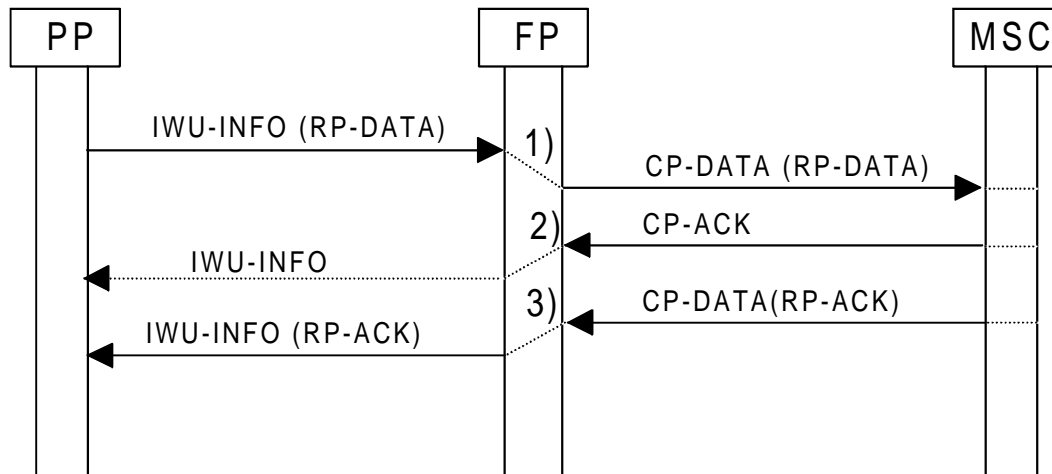 PP FP MSC
IWU-INFO (RP-DATA) 1)
CP-DATA (RP-DATA)
2) CP-ACK
IWU-INFO
3) CP-DATA(RP-ACK)
IWU-INFO (RP-ACK)